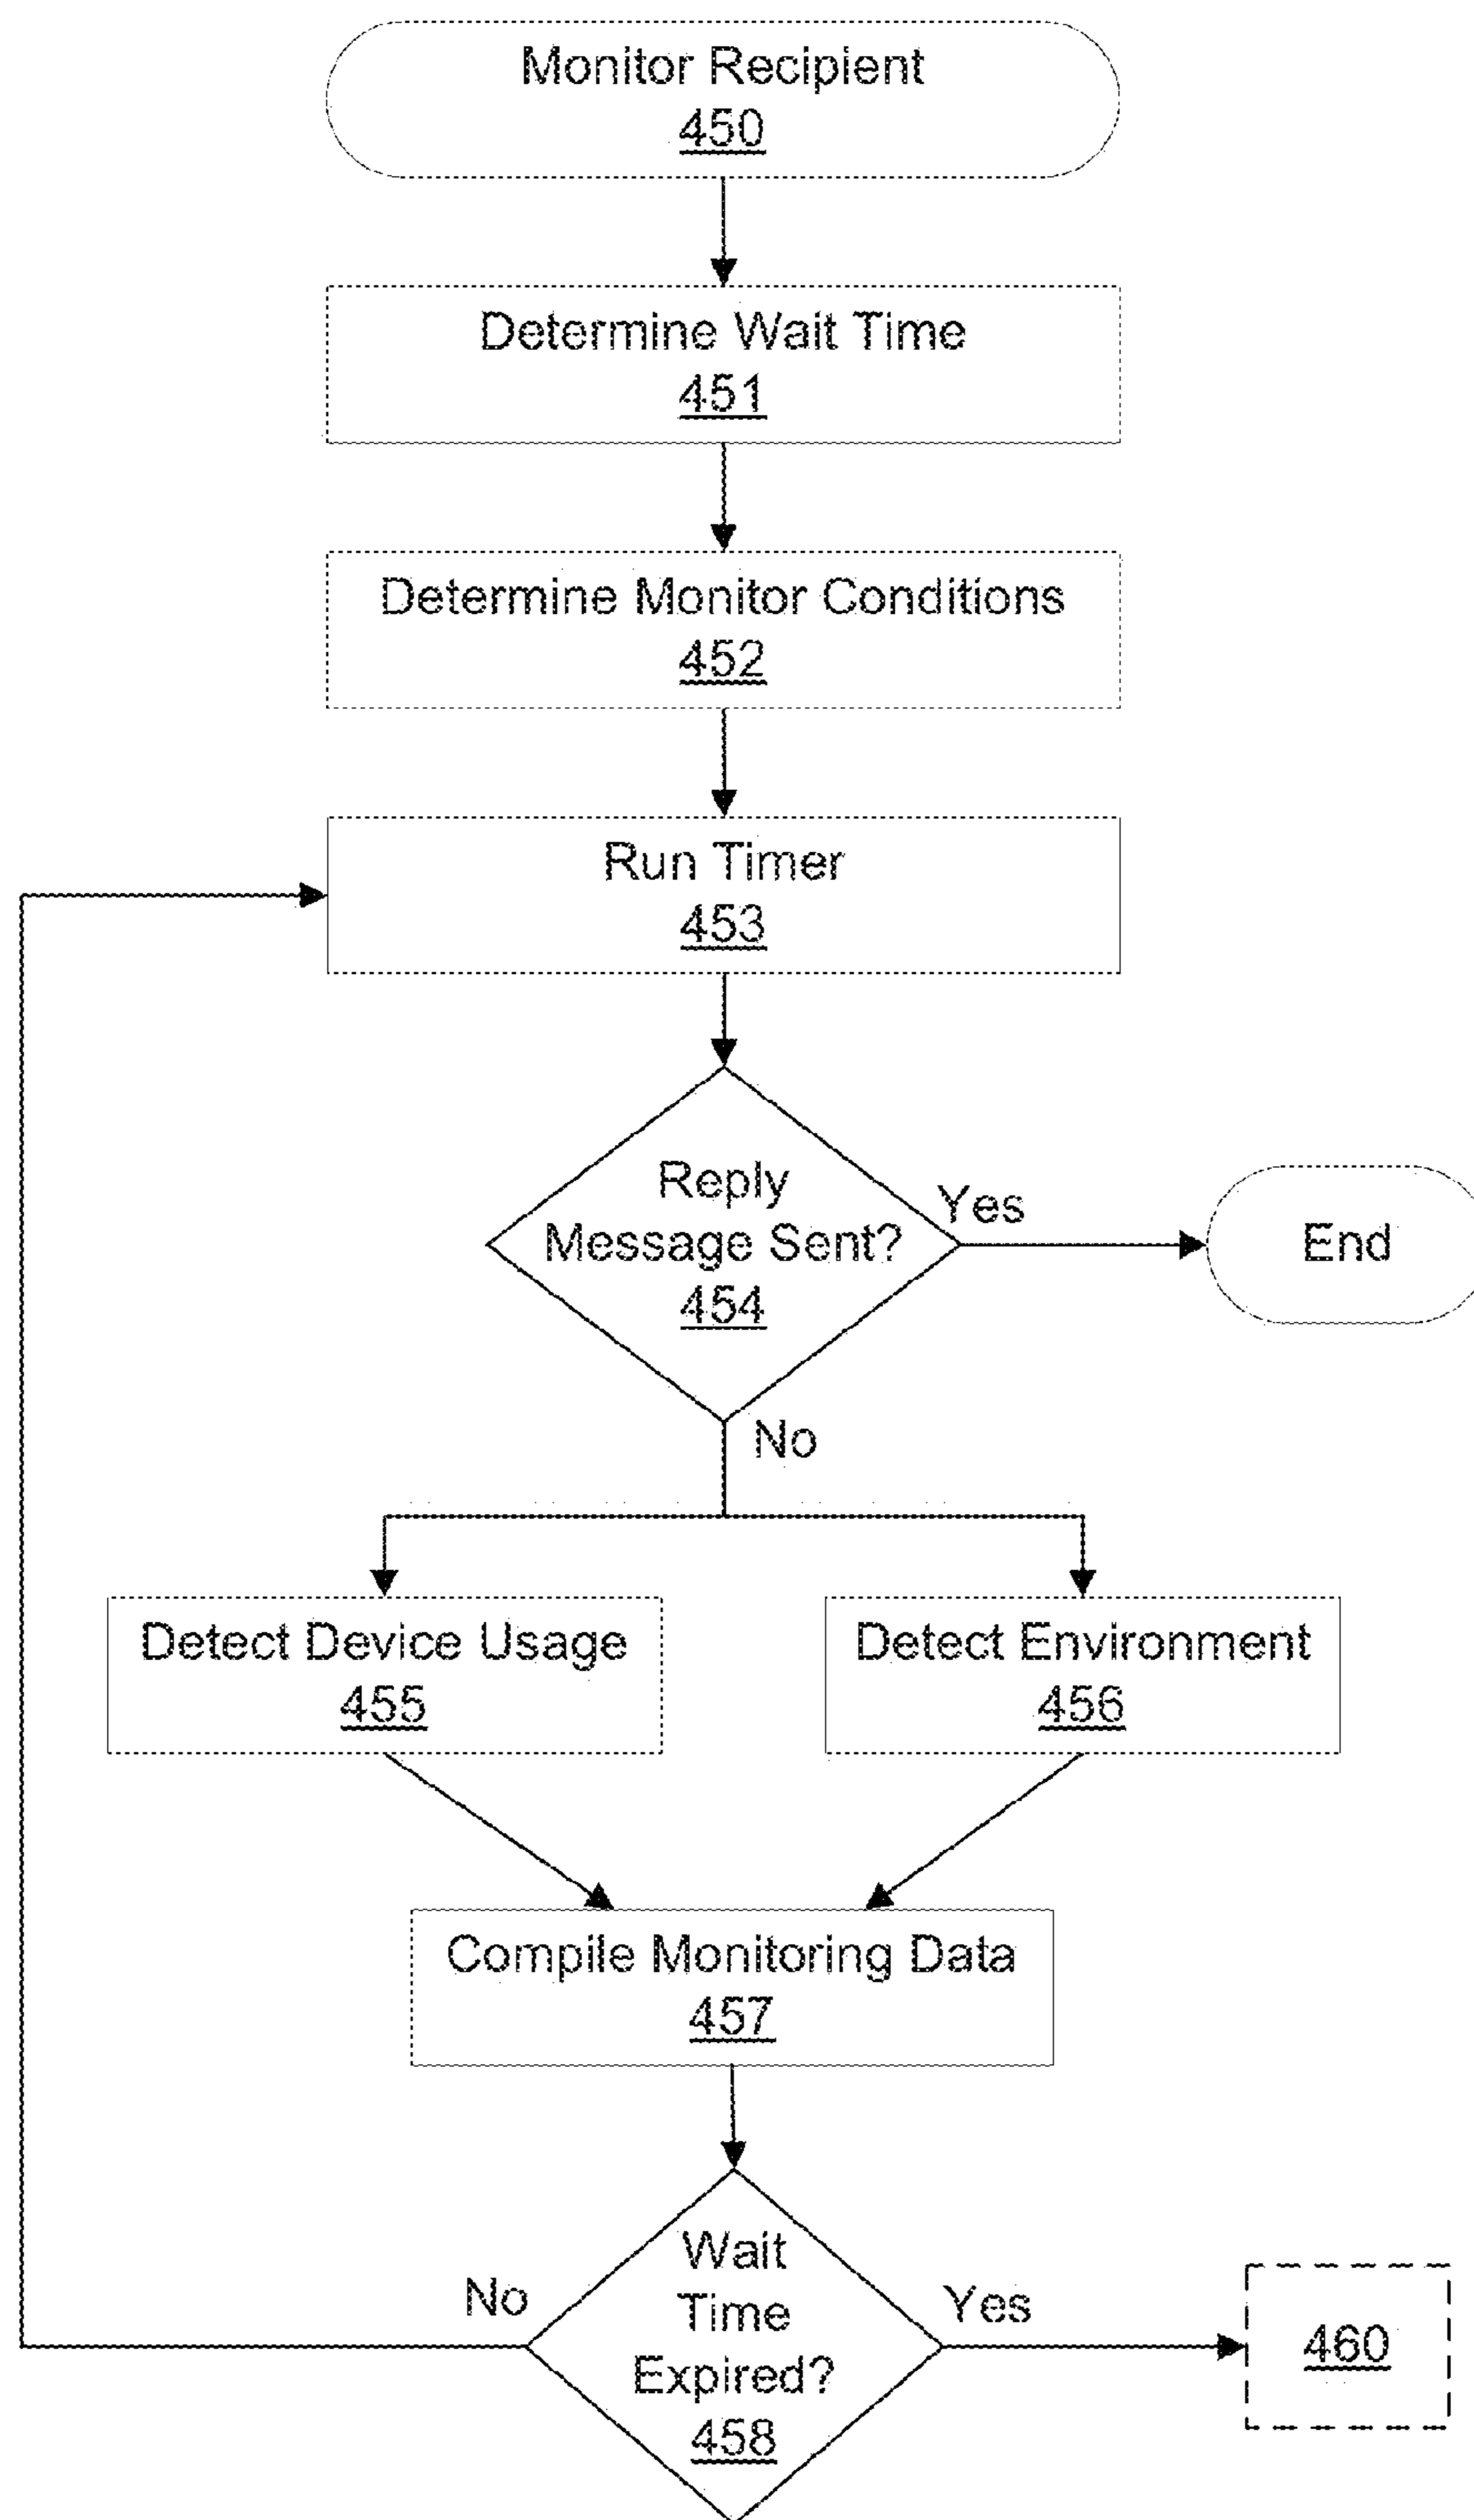 Monitor Recipient
450
Determine Wait Time
451
Determine Monitor Conditions
452
Run Timer
453
Reply
Message Sent?
454
Yes
End
No
Detect Device Usage
455
Detect Environment
456
Compile Monitoring Data
457
Wait
Time
Expired?
458
No
Yes
460